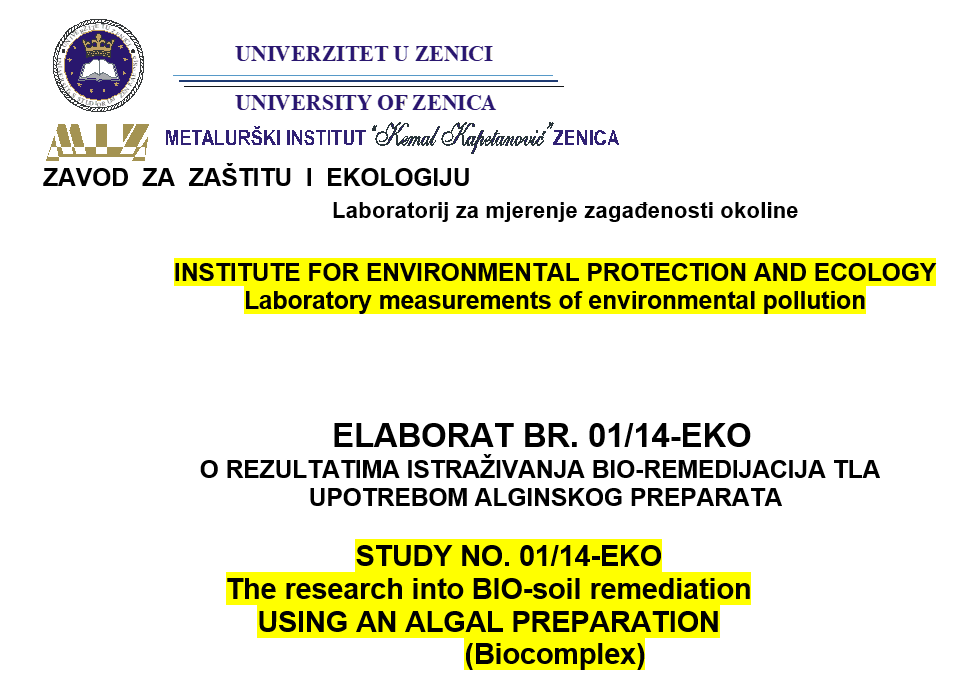 UNIVERZITET U ZENICI
UNIVERSITY OF ZENICA
METALURŠKI INSTITUT "Kemal Kapetanović" ZENICA
ZAVOD ZA ZAŠTITU I EKOLOGIJU
Laboratorij za mjerenje zagađenosti okoline
INSTITUTE FOR ENVIRONMENTAL PROTECTION AND ECOLOGY
Laboratory measurements of environmental pollution
ELABORAT BR. 01/14-EKO
O REZULTATIMA ISTRAŽIVANJA BIO-REMEDIJACIJA TLA
UPOTREBOM ALGINSKOG PREPARATA
STUDY NO. 01/14-EKO
The research into BIO-soil remediation
USING AN ALGAL PREPARATION
(Biocomplex)